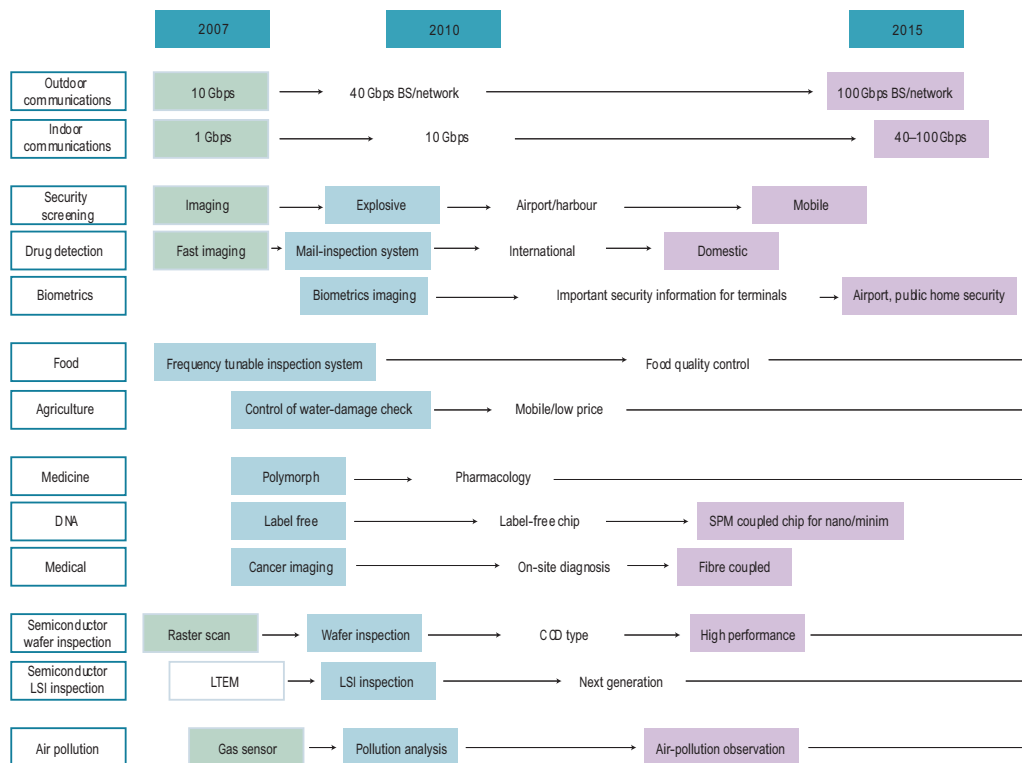 2007 2010 2015
Outdoor
communications
10 Gbps 40 Gbps BS/network 100 Gbps BS/network
Indoor
communications
1 Gbps 10 Gbps 40–100 Gbps
Security
screening
Imaging Explosive Airport/harbour Mobile
Drug detection Fast imaging Mail-inspection system International Domestic
Biometrics Biometrics imaging Important security information for terminals Airport, public home security
Food Frequency tunable inspection system Food quality control
Agriculture Control of water-damage check Mobile/low price
Medicine Polymorph Pharmacology
DNA Label free Label-free chip SPM coupled chip for nano/minim
Medical Cancer imaging On-site diagnosis Fibre coupled
Semiconductor
wafer inspection
Raster scan Wafer inspection CCD type High performance
Semiconductor
LSI inspection
LTEM LSI inspection Next generation
Air pollution Gas sensor Pollution analysis Air-pollution observation